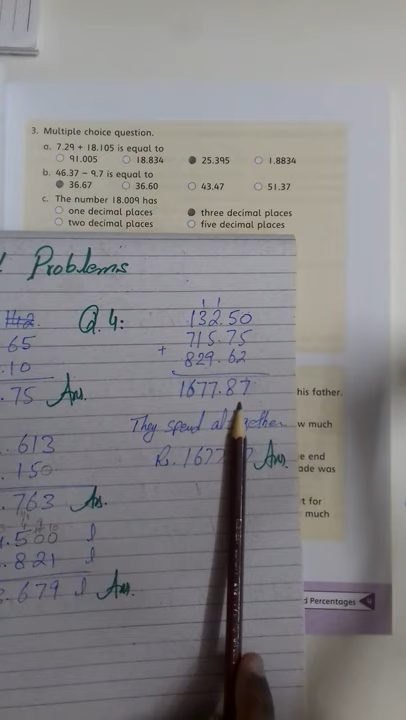 3. Multiple choice question.
a. 7.29 + 18.105 is equal to
91.005 18.834 25.395 1.8834
b. 46.37 – 9.7 is equal to
36.67 36.60 43.47 51.37
c. The number 18.009 has
one decimal places three decimal places
two decimal places five decimal places
Problems
65
.10
.75 Ans.
.613
.150
.763 Ans.
.500 l
.821 l
.679 l Ans.
Q.4:
1 1
132.50
715.75
+ 829.62
1677.87
They spend altogether
Rs. 1677 Ans.
his father.
w much
e end
ade was
t for
much
d Percentages